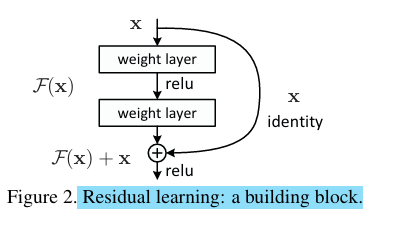 x
weight layer
relu
F(x)
weight layer
x
identity
F(x) + x
relu
Figure 2. Residual learning: a building block.